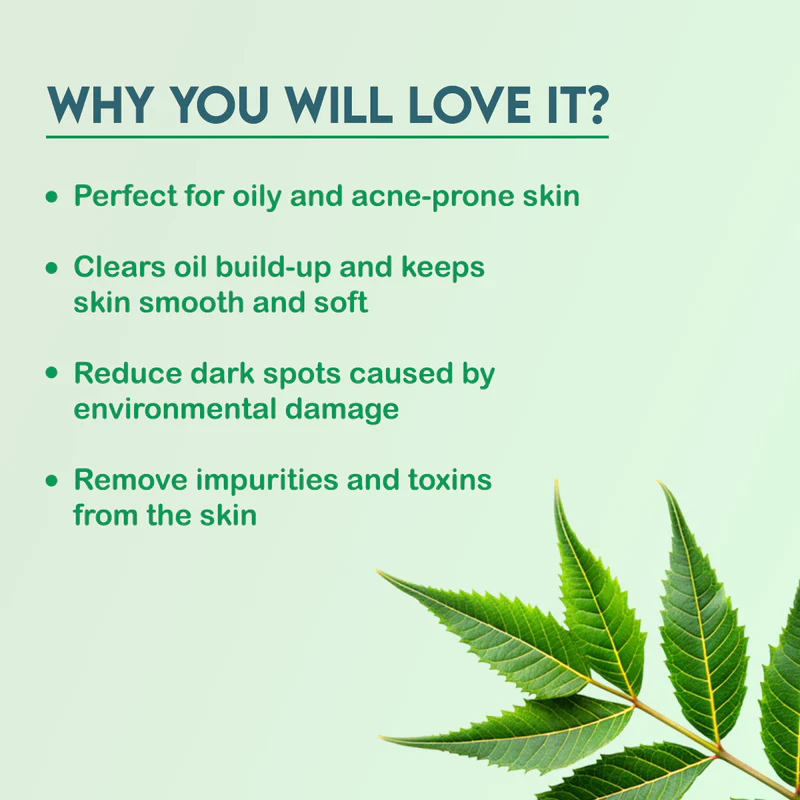 WHY YOU WILL LOVE IT?
• Perfect for oily and acne-prone skin
• Clears oil build-up and keeps
skin smooth and soft
• Reduce dark spots caused by
environmental damage
• Remove impurities and toxins
from the skin